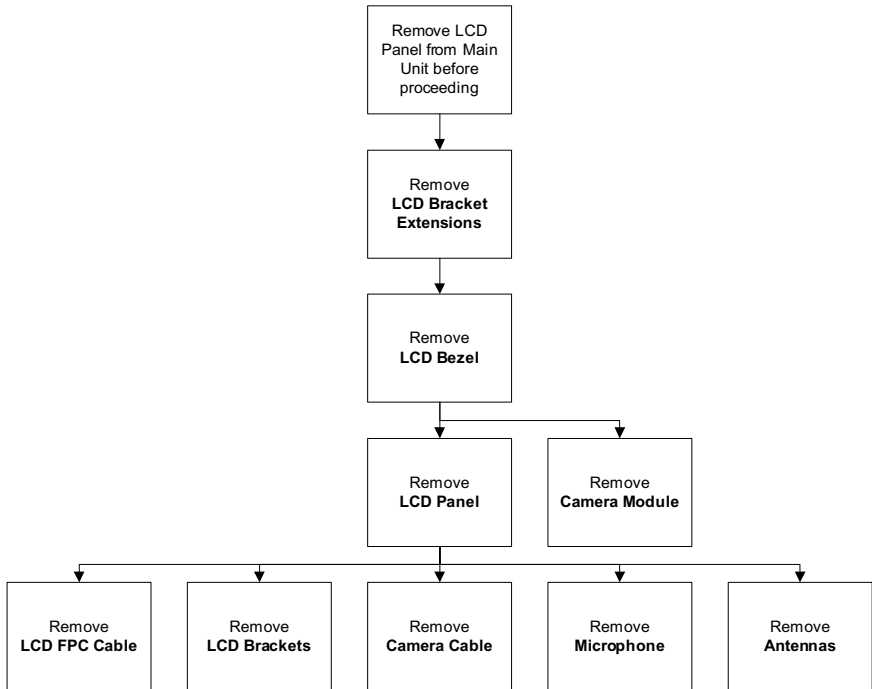 Remove LCD
Panel from Main
Unit before
proceeding
Remove
LCD Bracket
Extensions
Remove
LCD Bezel
Remove
LCD Panel
Remove
Camera Module
Remove
LCD FPC Cable
Remove
LCD Brackets
Remove
Camera Cable
Remove
Microphone
Remove
Antennas